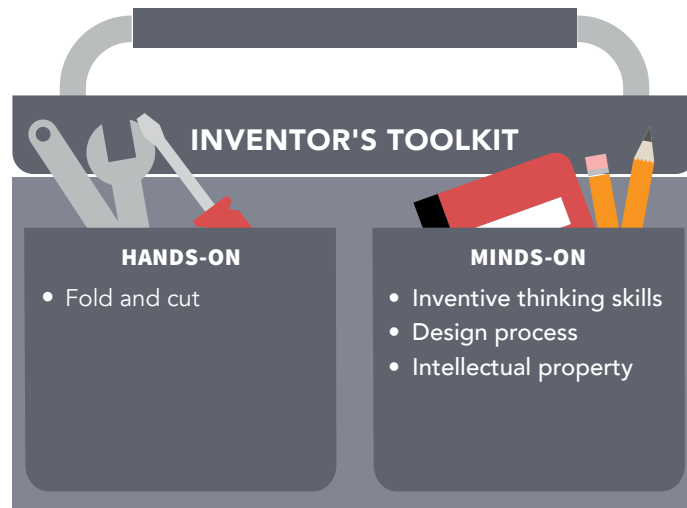 INVENTOR'S TOOLKIT
HANDS-ON
• Fold and cut
MINDS-ON
• Inventive thinking skills
• Design process
• Intellectual property